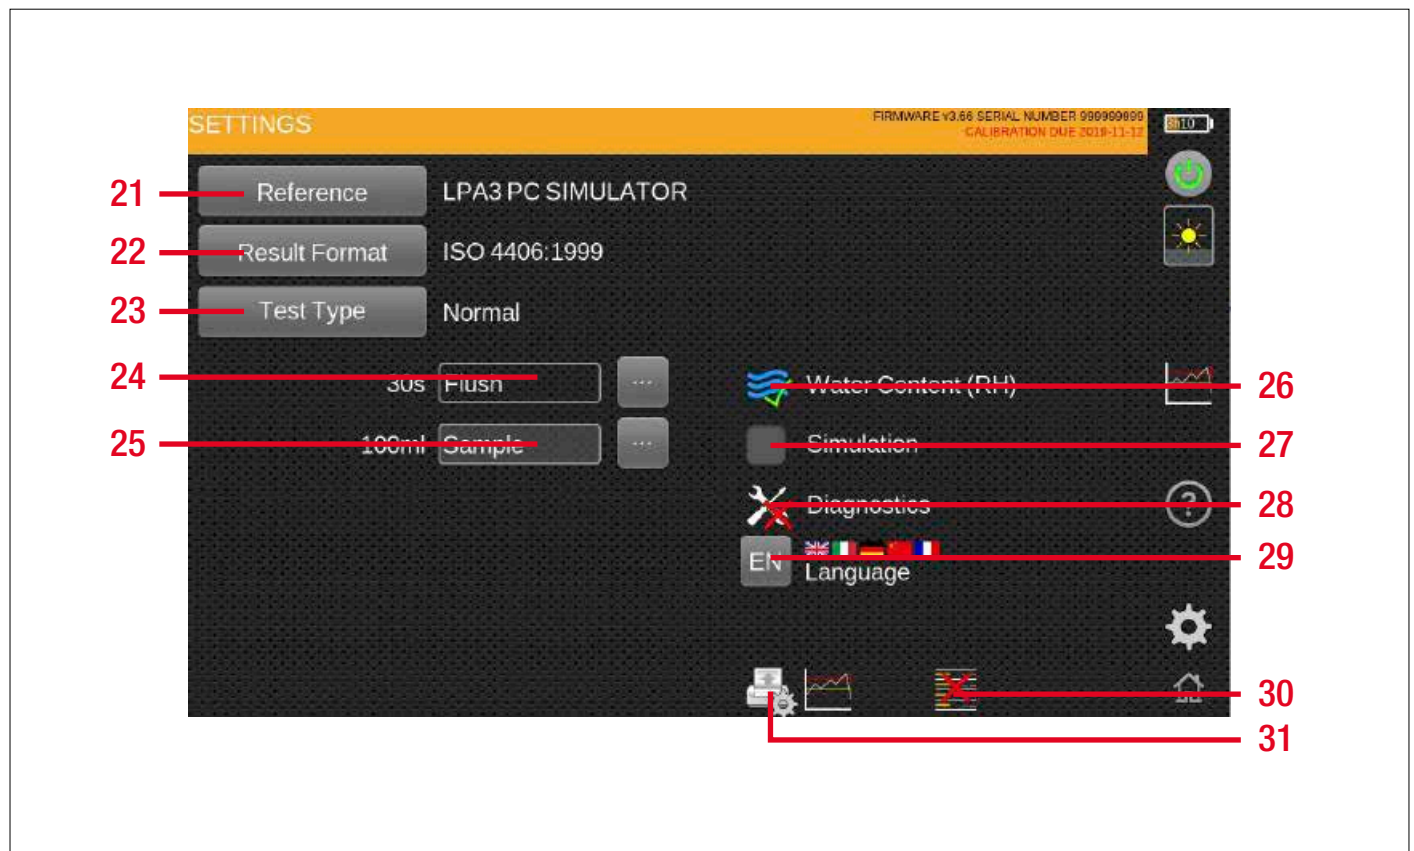 SETTINGS
FIRMWARE v3.66 SERIAL NUMBER 999999999
CALIBRATION DUE 2019-11-12
3h10
21
Reference
LPA3 PC SIMULATOR
22
Result Format
ISO 4406:1999
23
Test Type
Normal
24
30s
Flush
...
25
100ml
Sample
...
Water Content (RH)
26
Simulation
27
Diagnostics
28
?
EN
Language
29
30
31